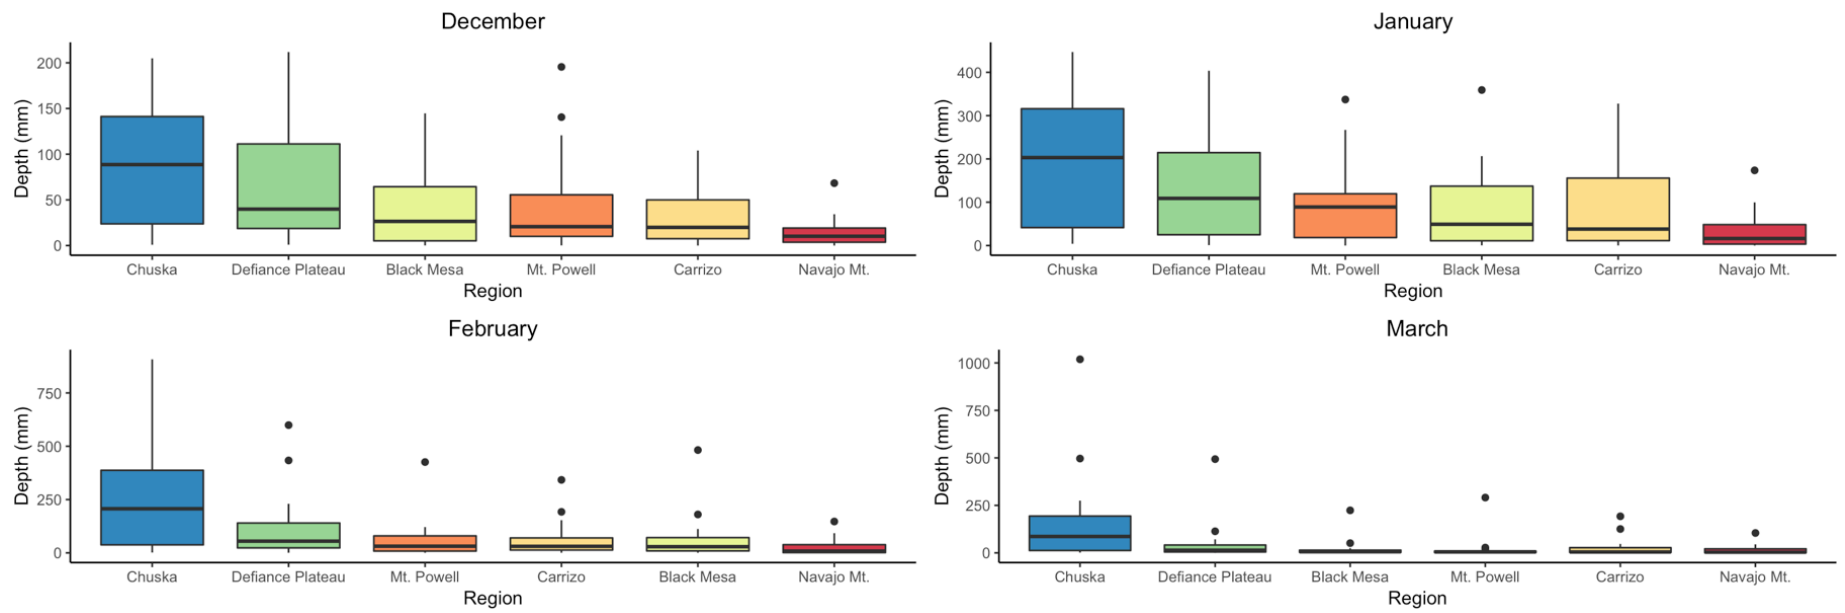 December
Depth (mm)
200
150
100
50
0
Chuska Defiance Plateau Black Mesa Mt. Powell Carrizo Navajo Mt.
Region
January
Depth (mm)
400
300
200
100
0
Chuska Defiance Plateau Mt. Powell Black Mesa Carrizo Navajo Mt.
Region
February
Depth (mm)
750
500
250
0
Chuska Defiance Plateau Mt. Powell Carrizo Black Mesa Navajo Mt.
Region
March
Depth (mm)
1000
750
500
250
0
Chuska Defiance Plateau Black Mesa Mt. Powell Carrizo Navajo Mt.
Region